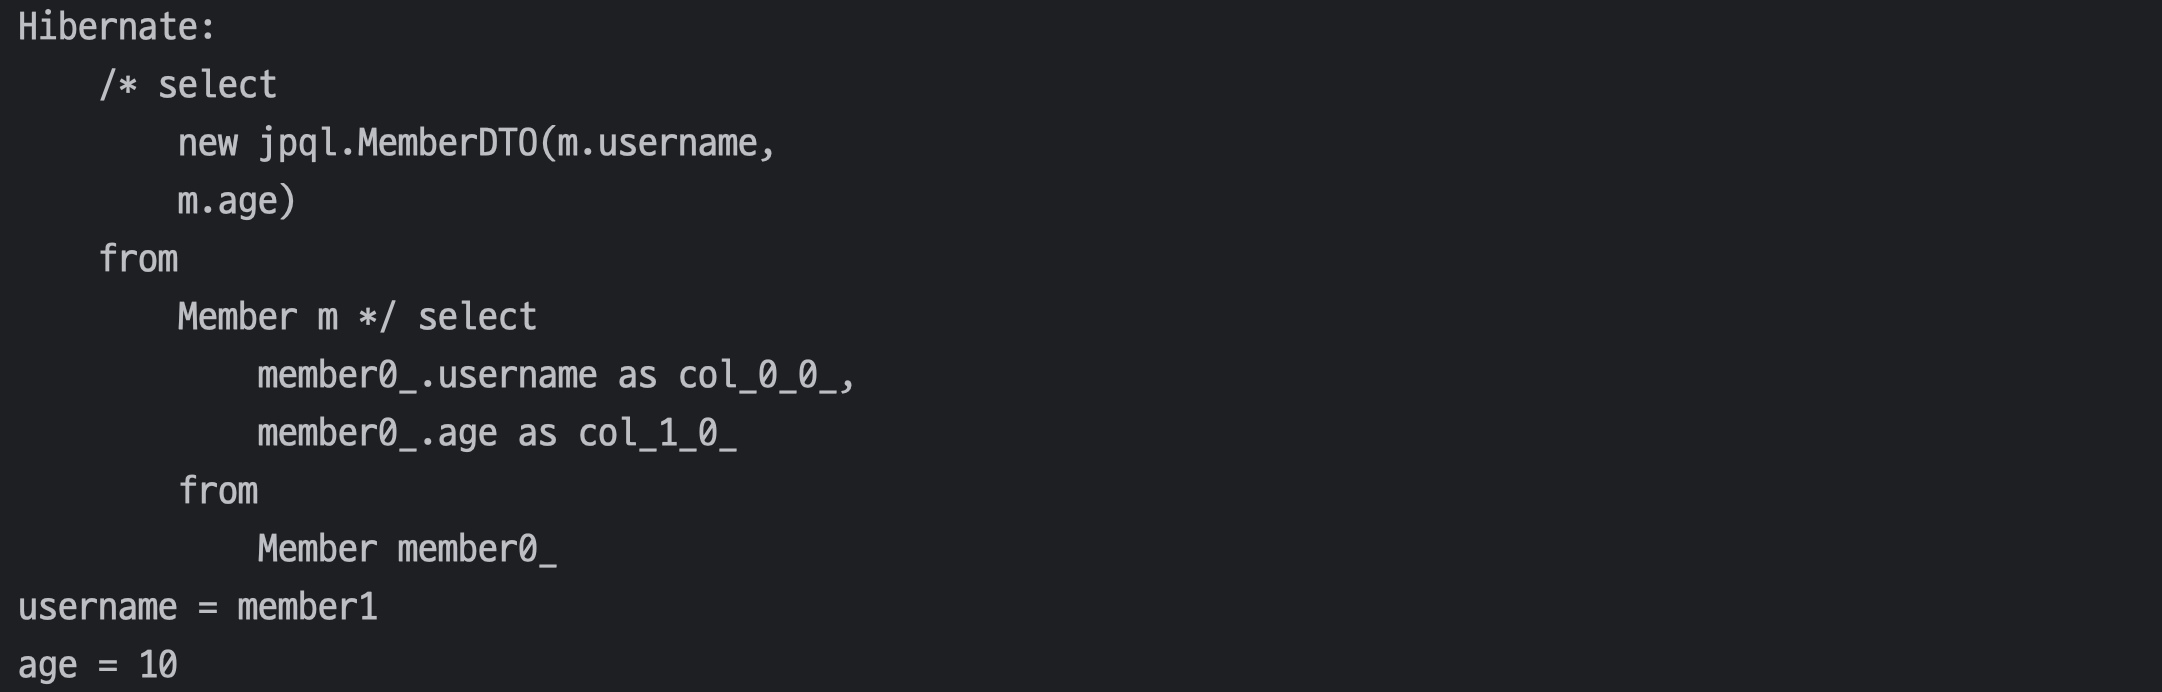 Hibernate:
/* select
new jpql.MemberDTO(m.username,
m.age)
from
Member m */ select
member0_.username as col_0_0_,
member0_.age as col_1_0_
from
Member member0_
username = member1
age = 10